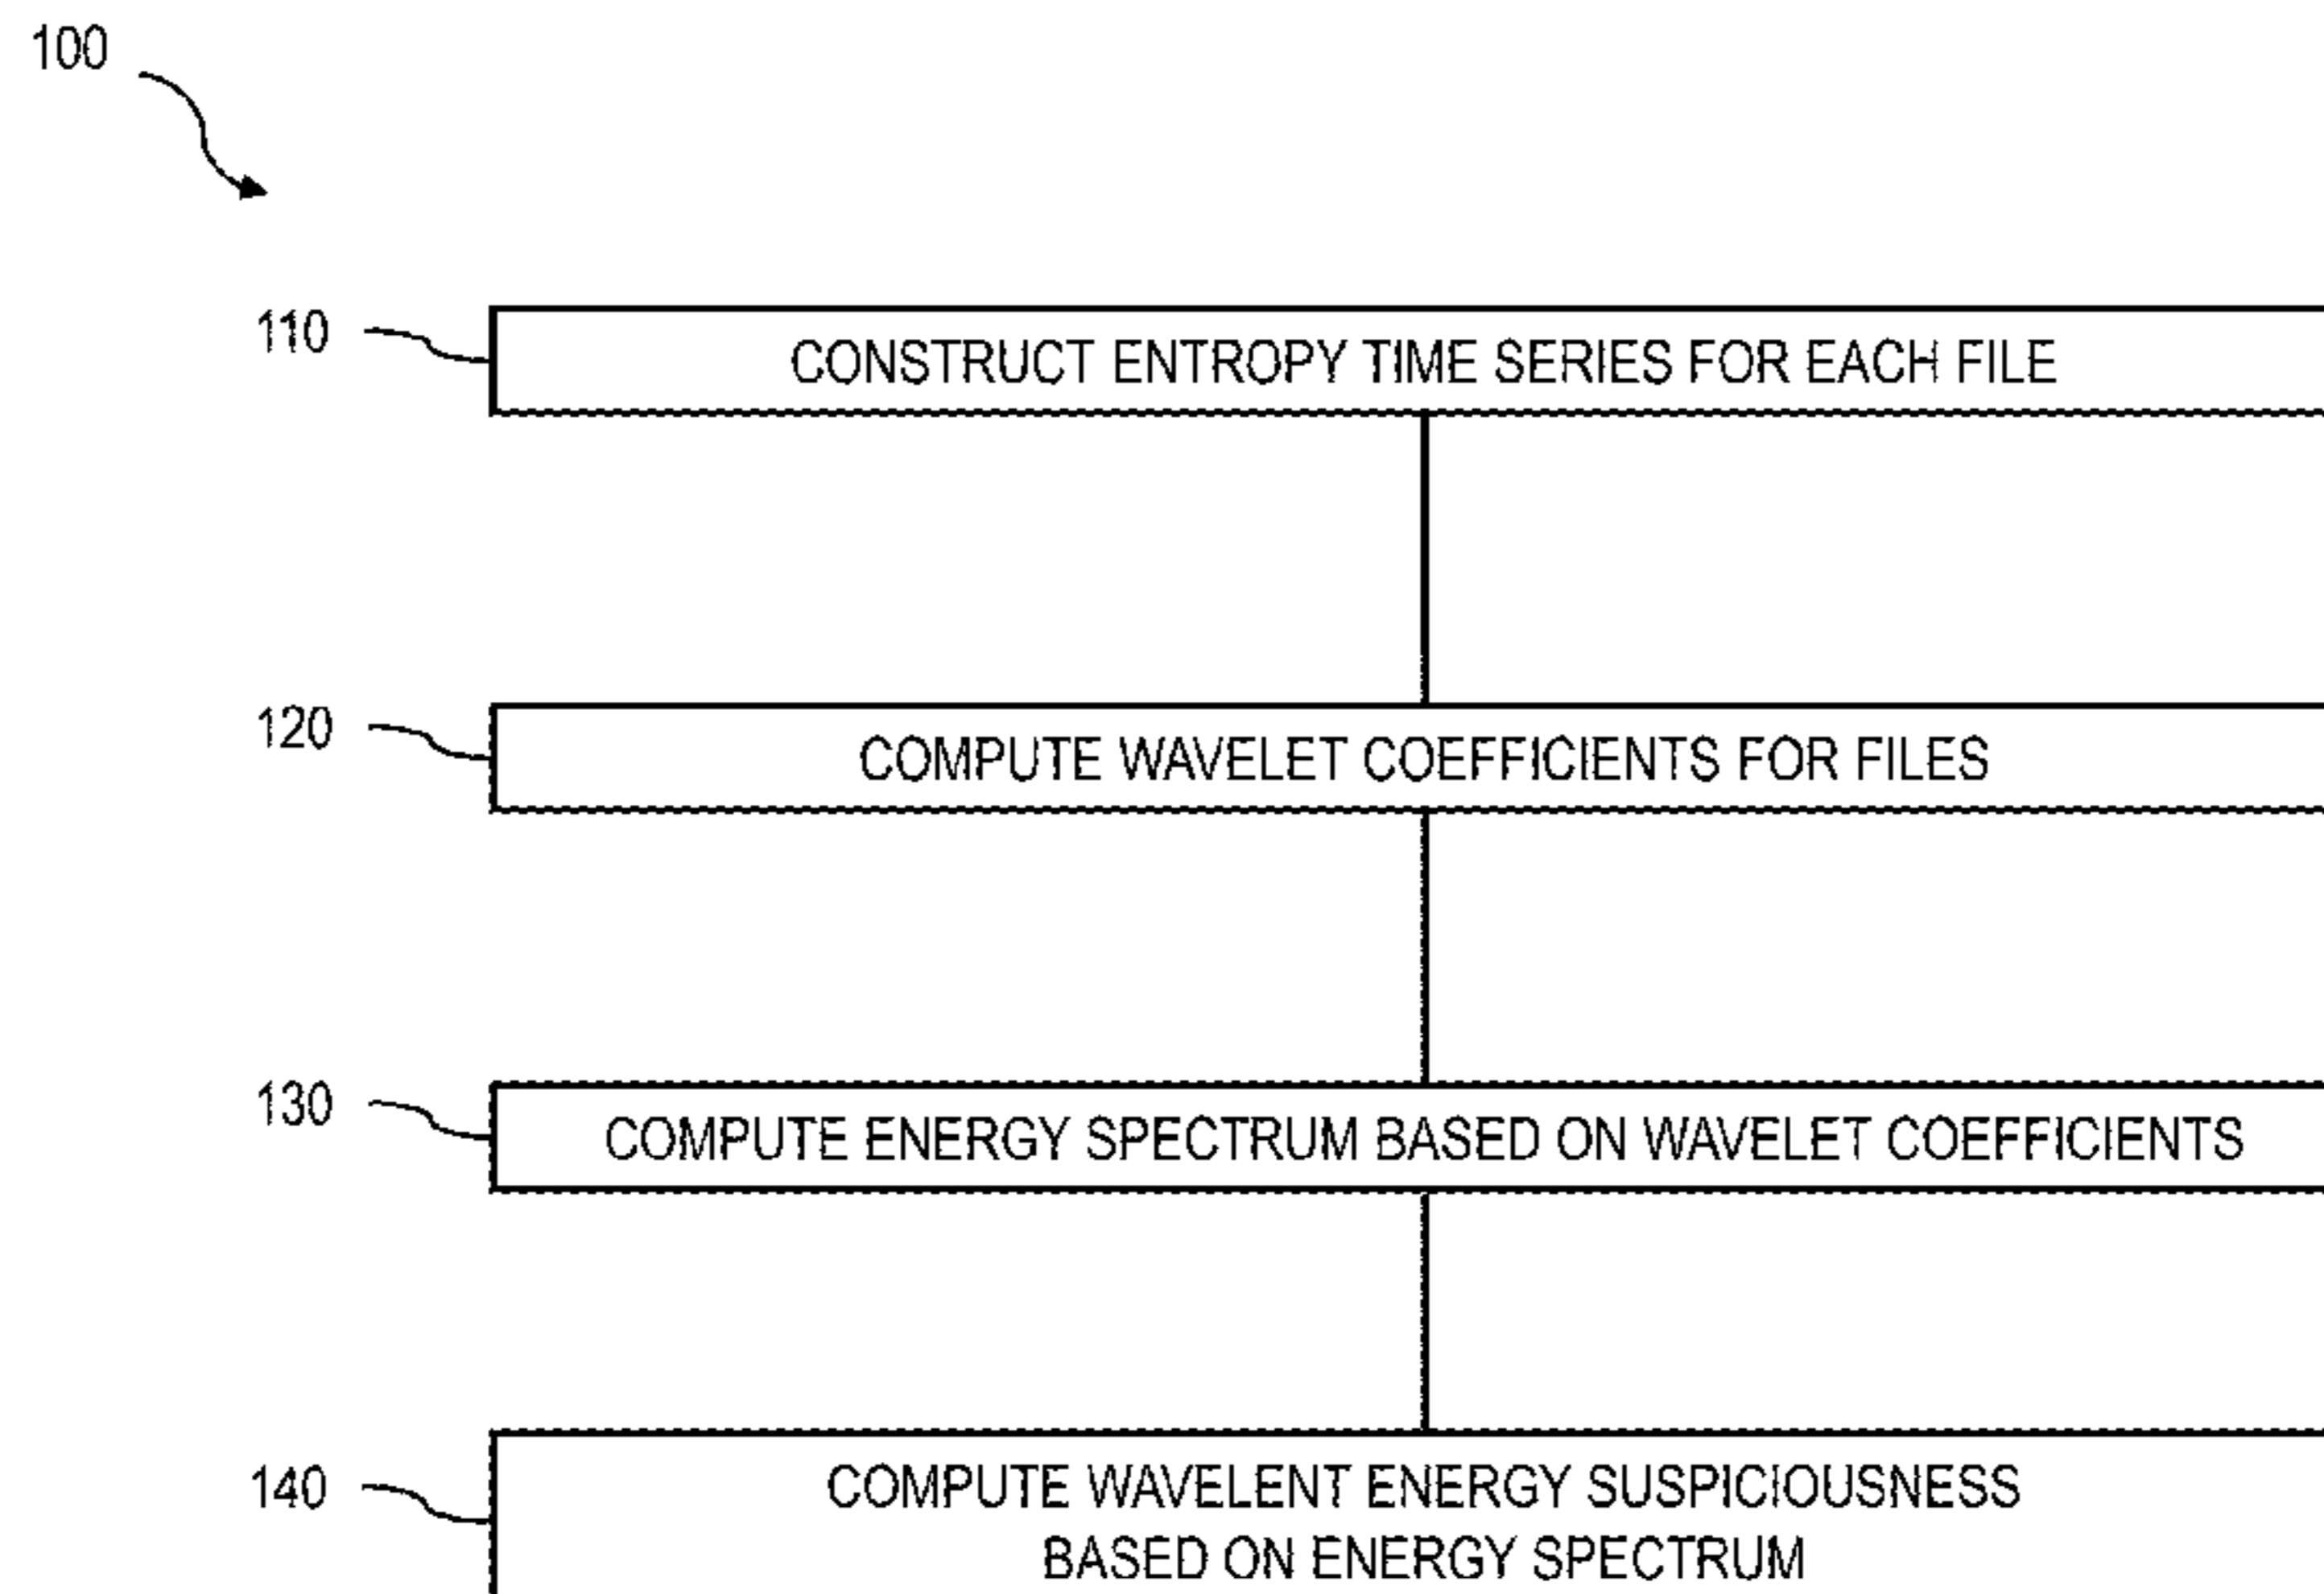 100
110
CONSTRUCT ENTROPY TIME SERIES FOR EACH FILE
120
COMPUTE WAVELET COEFFICIENTS FOR FILES
130
COMPUTE ENERGY SPECTRUM BASED ON WAVELET COEFFICIENTS
140
COMPUTE WAVELENT ENERGY SUSPICIOUSNESS
BASED ON ENERGY SPECTRUM